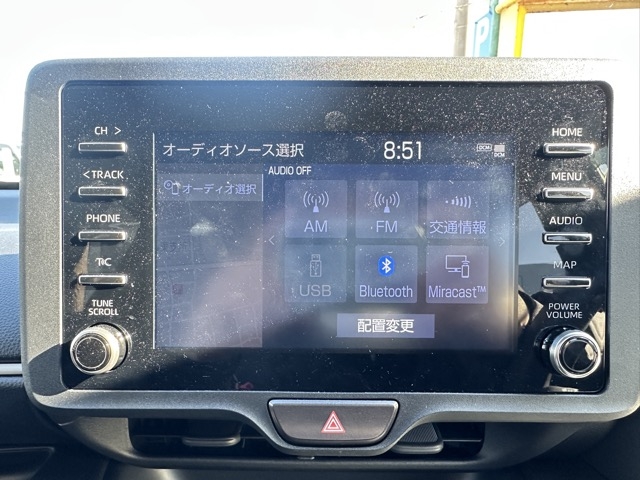 CH >
< TRACK
PHONE
TUNE
SCROLL
オーディオソース選択
8:51
DCM
AUDIO OFF
オーディオ選択
AM
FM
交通情報
USB
Bluetooth
Miracast™
配置変更
HOME
MENU
AUDIO
MAP
POWER
VOLUME
P